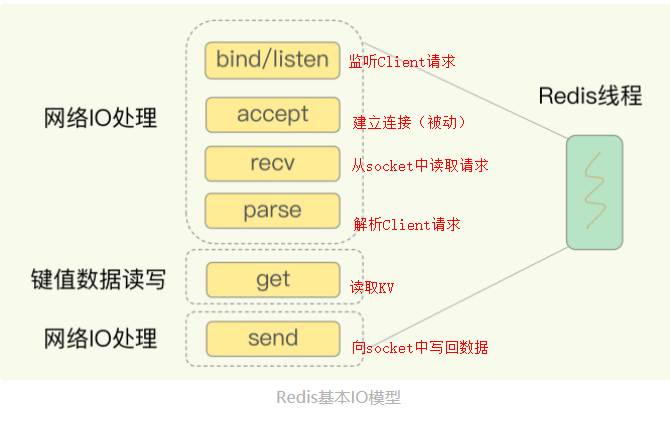 bind/listen 监听Client请求
网络IO处理
accept 建立连接（被动）
Redis线程
recv 从socket中读取请求
parse 解析Client请求
键值数据读写
get 读取KV
网络IO处理
send 向socket中写回数据
Redis基本IO模型